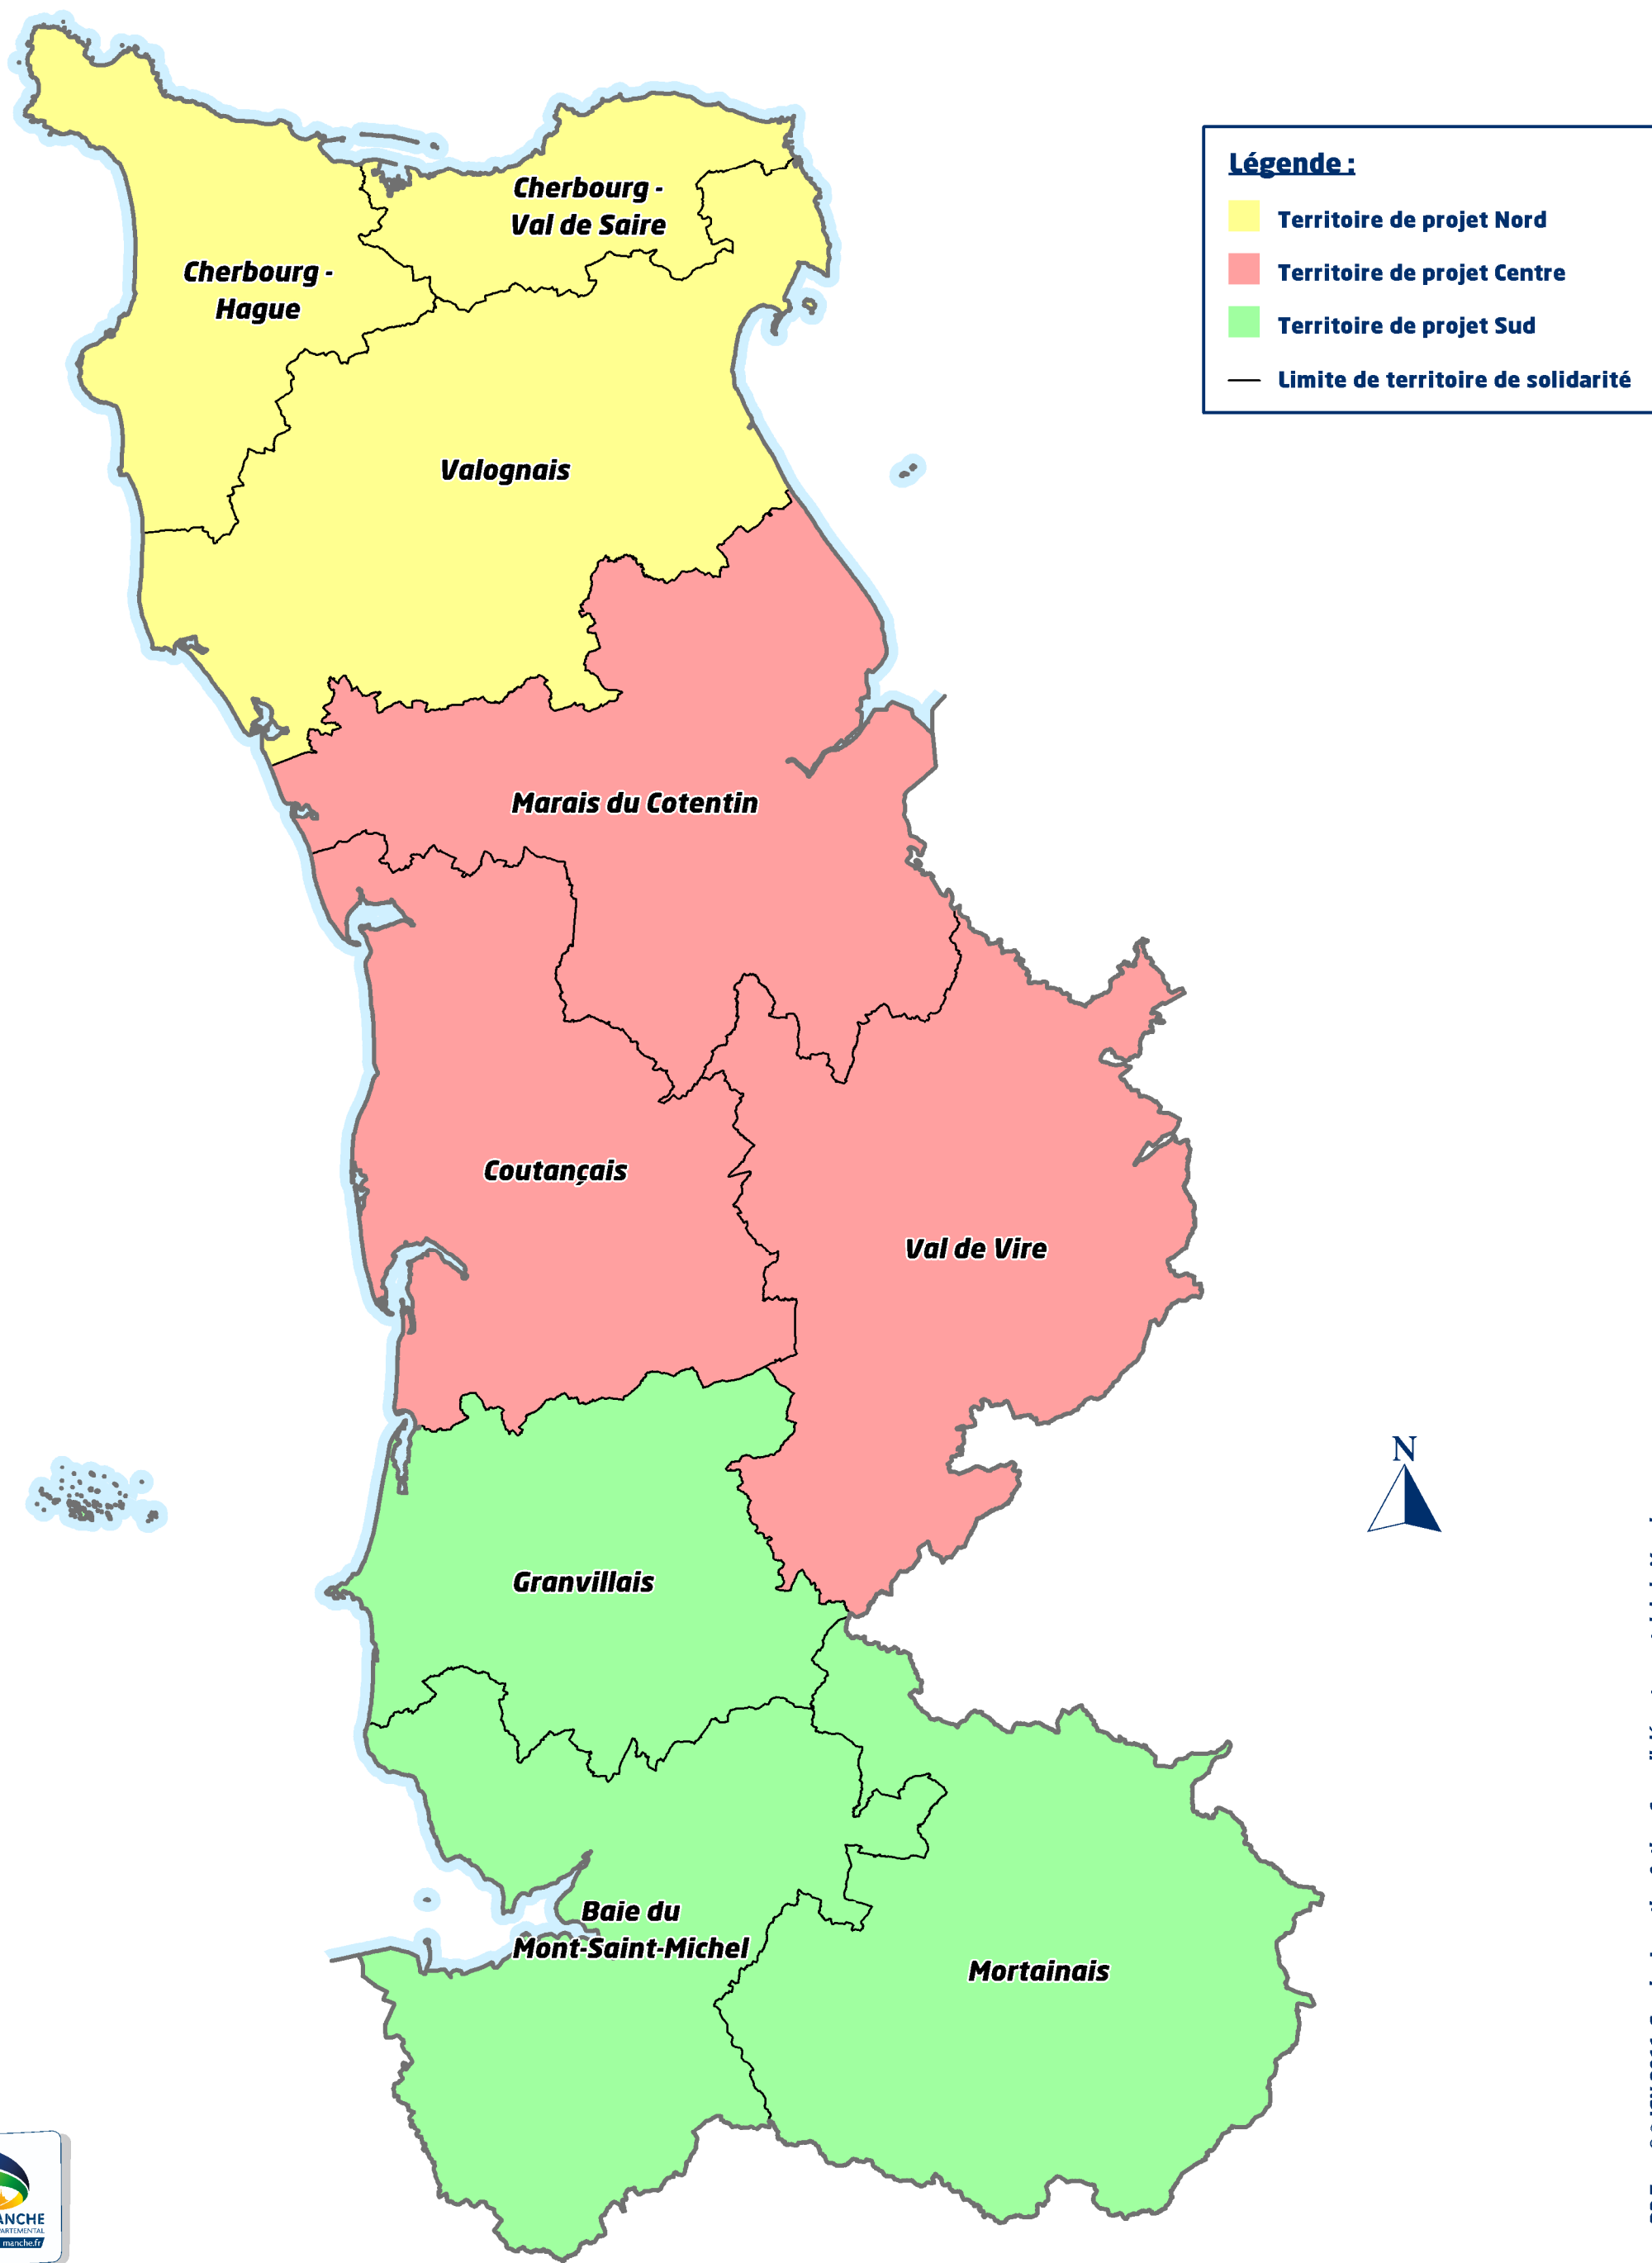 Légende :
Territoire de projet Nord
Territoire de projet Centre
Territoire de projet Sud
Limite de territoire de solidarité
Cherbourg -
Val de Saire
Cherbourg -
Hague
Valognais
Marais du Cotentin
Coutançais
Val de Vire
N
Granvillais
Baie du
Mont-Saint-Michel
Mortainais
manche.fr